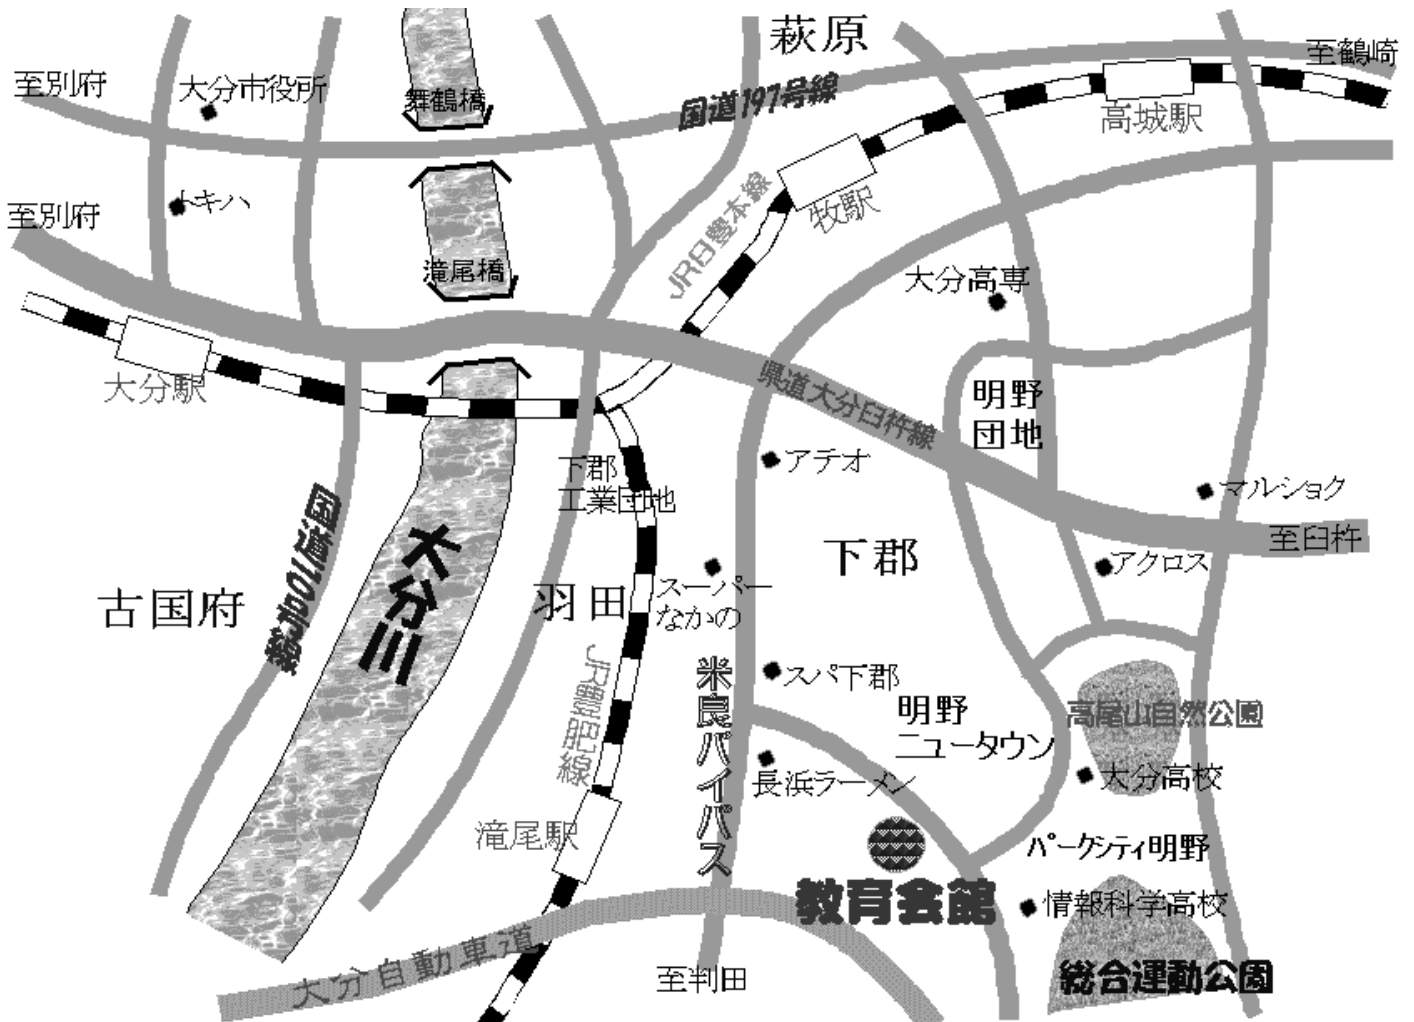 萩原
至鶴崎
至別府
大分市役所
舞鶴橋
国道197号線
高城駅
トキハ
至別府
牧駅
JR日豊本線
滝尾橋
大分高専
大分駅
県道大分臼杵線
明野
団地
アテオ
下郡
工業団地
マルショク
国道10号線
大分川
至臼杵
下郡
アクロス
古国府
羽田
スーパー
なかの
JR豊肥線
米良バイパス
スパ下郡
明野
ニュータウン
高尾山自然公園
長浜ラーメン
大分高校
滝尾駅
パークシティ明野
教育会館
情報科学高校
大分自動車道
至判田
総合運動公園